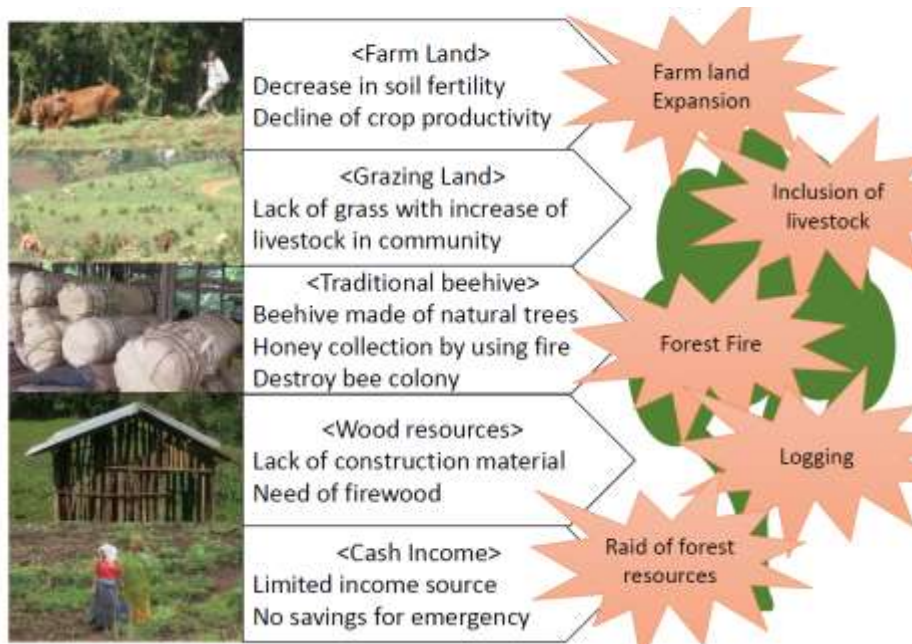 <Farm Land>
Decrease in soil fertility
Decline of crop productivity
Farm land
Expansion
<Grazing Land>
Lack of grass with increase of
livestock in community
Inclusion of
livestock
<Traditional beehive>
Beehive made of natural trees
Honey collection by using fire
Destroy bee colony
Forest Fire
<Wood resources>
Lack of construction material
Need of firewood
Logging
<Cash Income>
Limited income source
No savings for emergency
Raid of forest
resources